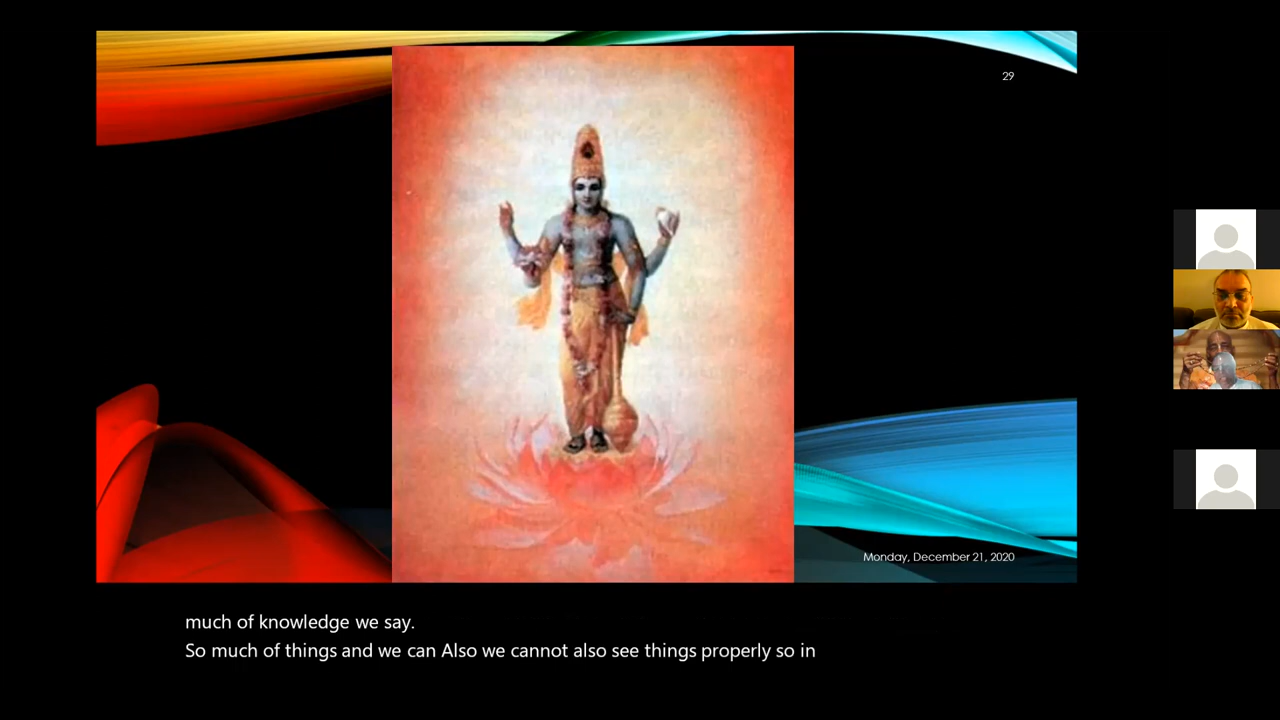 29
Monday, December 21, 2020
much of knowledge we say.
So much of things and we can Also we cannot also see things properly so in